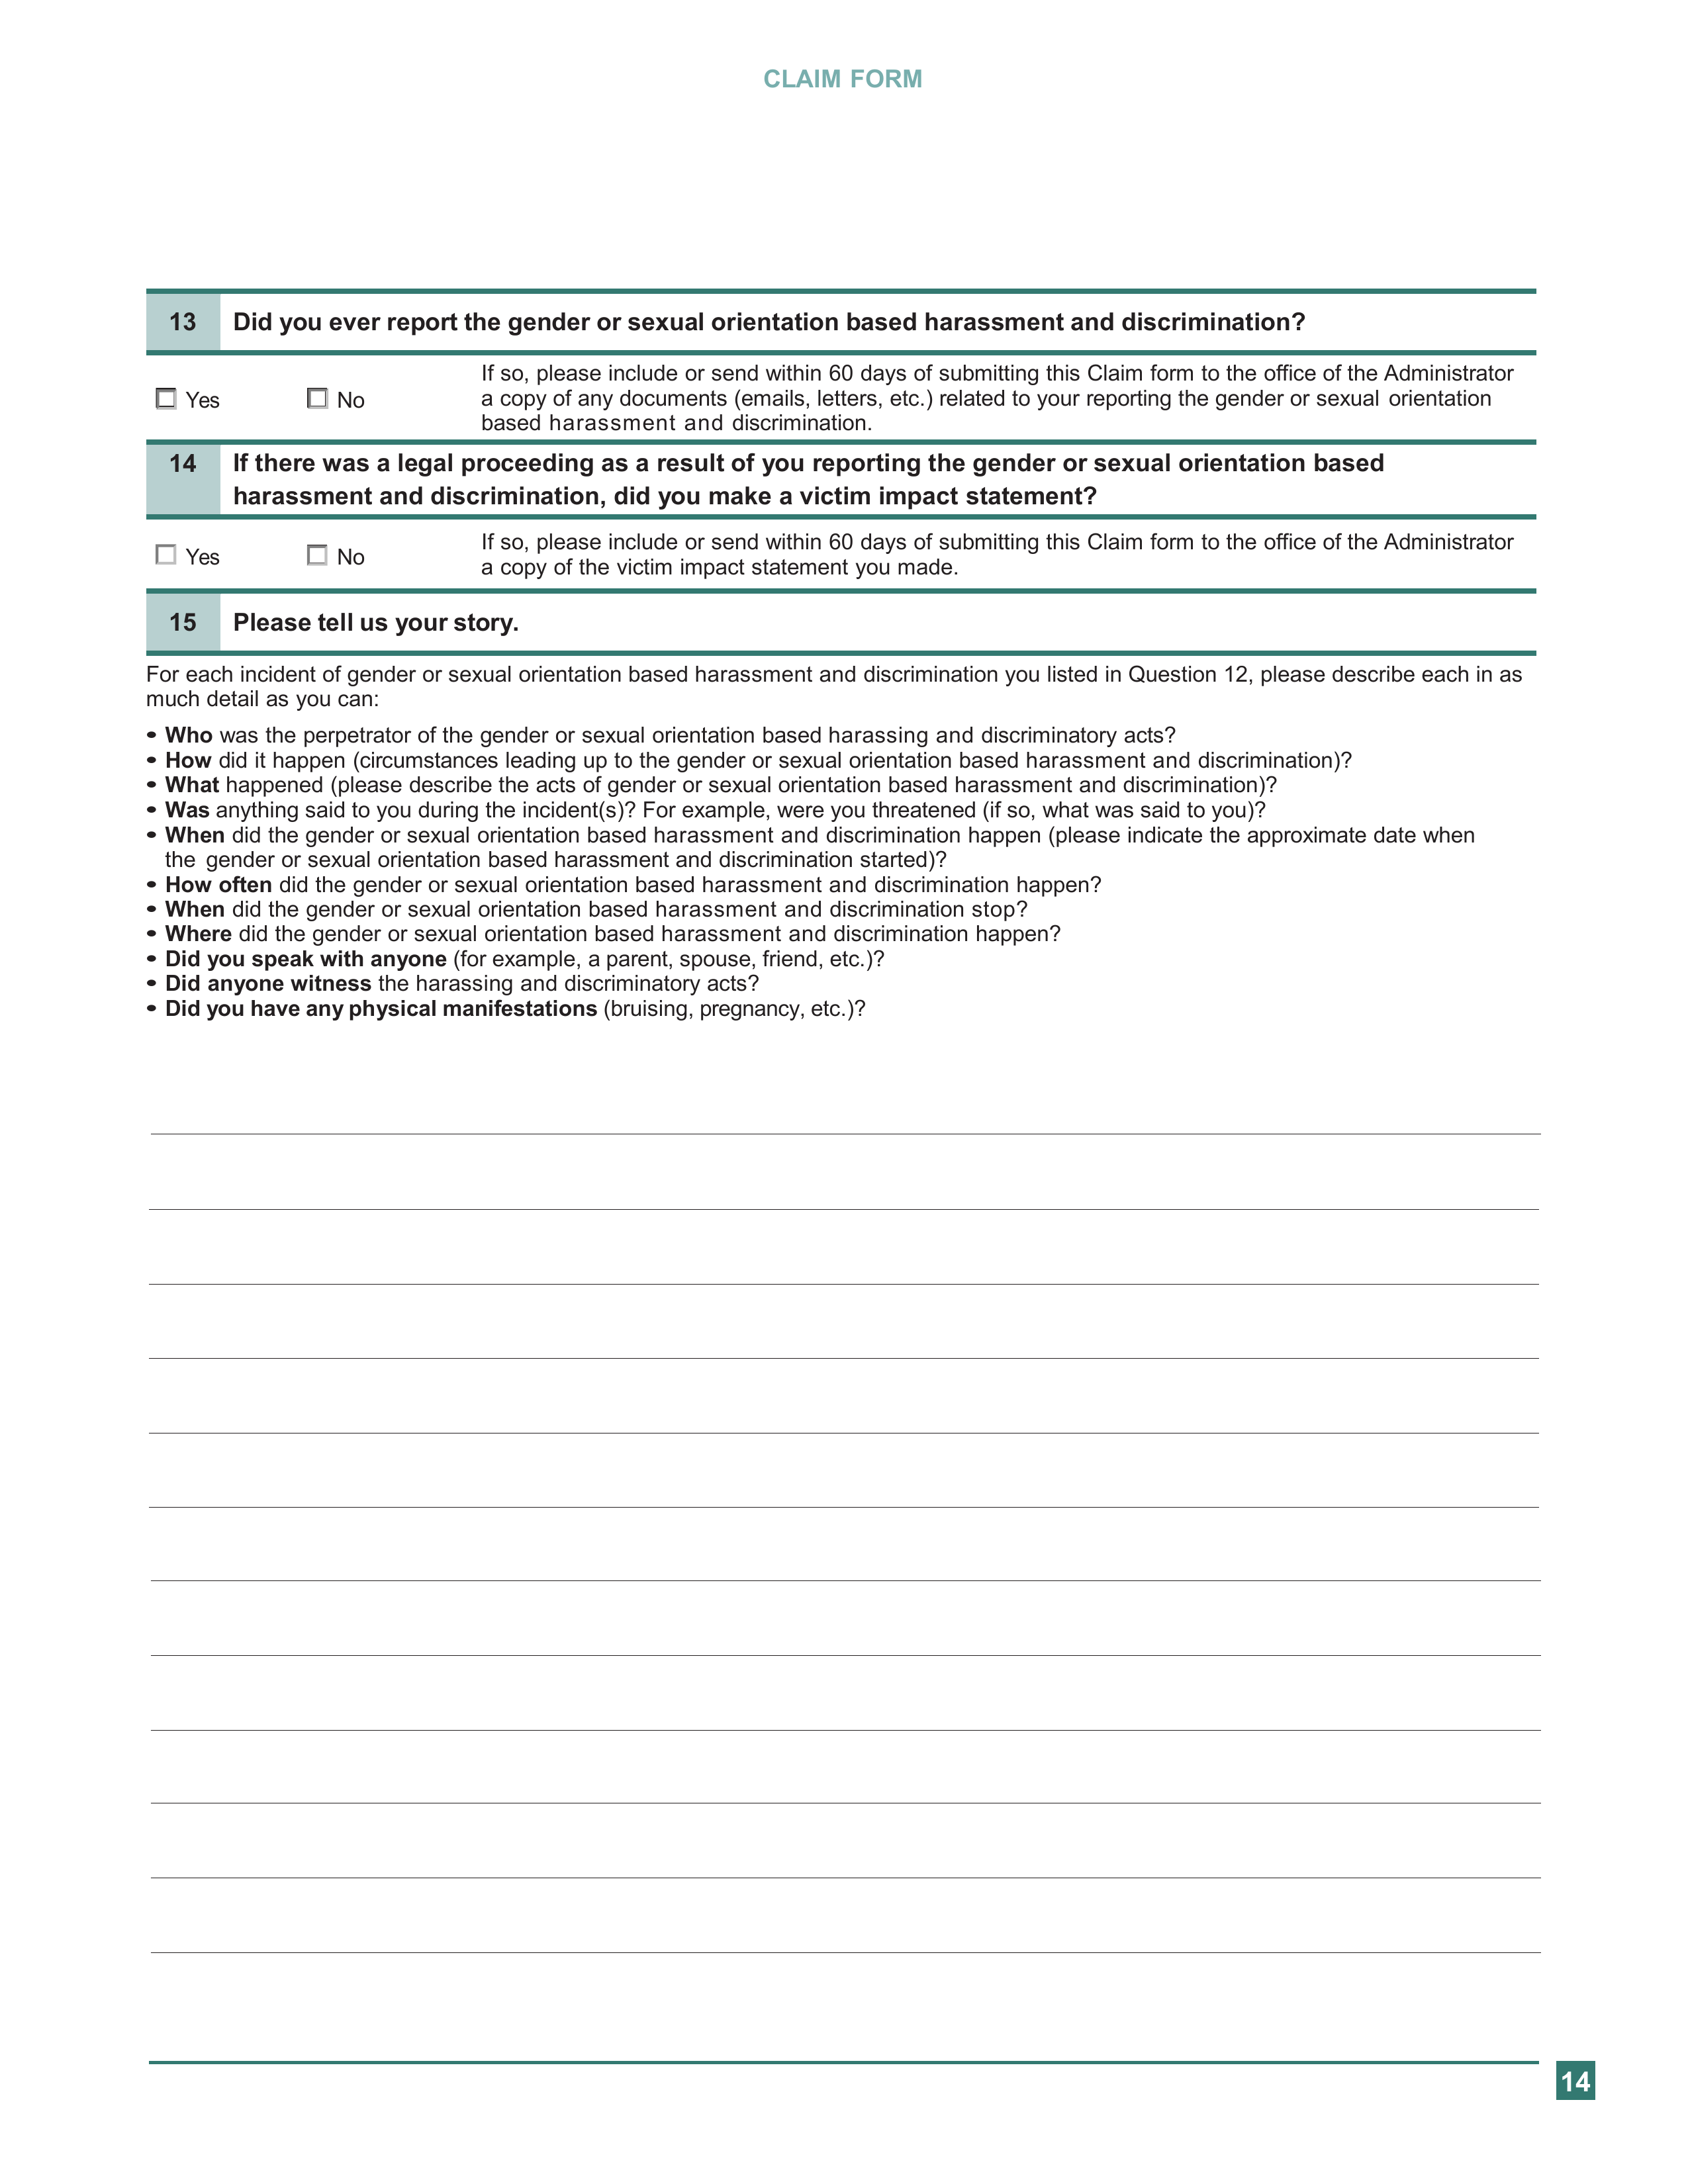 CLAIM FORM
13 Did you ever report the gender or sexual orientation based harassment and discrimination?
Yes No
If so, please include or send within 60 days of submitting this Claim form to the office of the Administrator
a copy of any documents (emails, letters, etc.) related to your reporting the gender or sexual orientation
based harassment and discrimination.
14 If there was a legal proceeding as a result of you reporting the gender or sexual orientation based
harassment and discrimination, did you make a victim impact statement?
Yes No
If so, please include or send within 60 days of submitting this Claim form to the office of the Administrator
a copy of the victim impact statement you made.
15 Please tell us your story.
For each incident of gender or sexual orientation based harassment and discrimination you listed in Question 12, please describe each in as
much detail as you can:
• Who was the perpetrator of the gender or sexual orientation based harassing and discriminatory acts?
• How did it happen (circumstances leading up to the gender or sexual orientation based harassment and discrimination)?
• What happened (please describe the acts of gender or sexual orientation based harassment and discrimination)?
• Was anything said to you during the incident(s)? For example, were you threatened (if so, what was said to you)?
• When did the gender or sexual orientation based harassment and discrimination happen (please indicate the approximate date when
the gender or sexual orientation based harassment and discrimination started)?
• How often did the gender or sexual orientation based harassment and discrimination happen?
• When did the gender or sexual orientation based harassment and discrimination stop?
• Where did the gender or sexual orientation based harassment and discrimination happen?
• Did you speak with anyone (for example, a parent, spouse, friend, etc.)?
• Did anyone witness the harassing and discriminatory acts?
• Did you have any physical manifestations (bruising, pregnancy, etc.)?
14